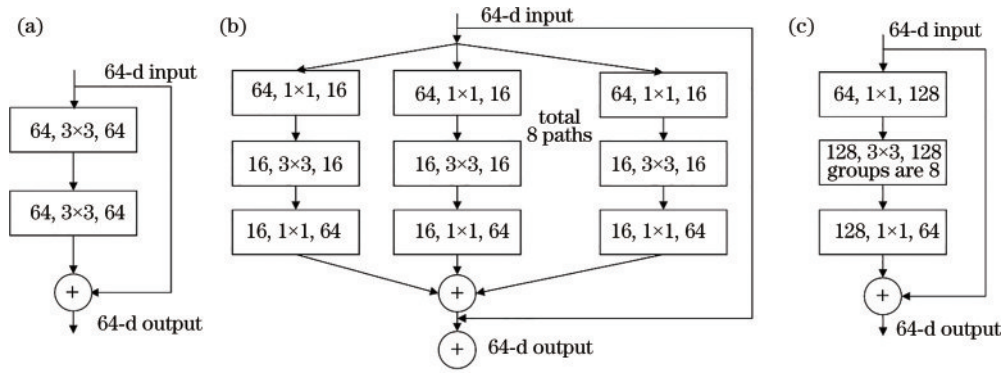 (a)
64-d input
64, 3×3, 64
64, 3×3, 64
+
64-d output
(b)
64-d input
64, 1×1, 16
64, 1×1, 16
64, 1×1, 16
total
8 paths
16, 3×3, 16
16, 3×3, 16
16, 3×3, 16
16, 1×1, 64
16, 1×1, 64
16, 1×1, 64
+
+
64-d output
(c)
64-d input
64, 1×1, 128
128, 3×3, 128
groups are 8
128, 1×1, 64
+
64-d output